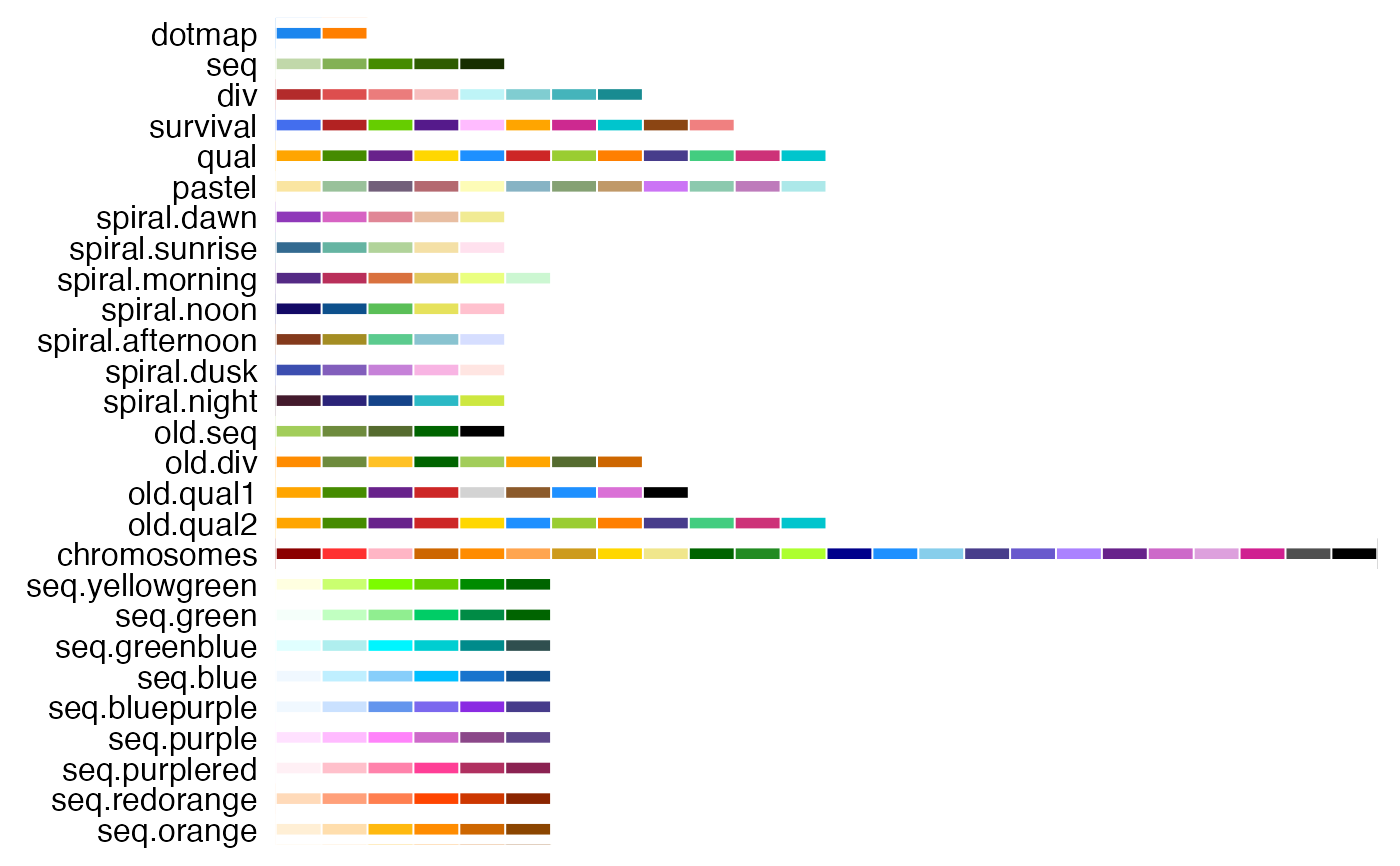 dotmap
seq
div
survival
qual
pastel
spiral.dawn
spiral.sunrise
spiral.morning
spiral.noon
spiral.afternoon
spiral.dusk
spiral.night
old.seq
old.div
old.qual1
old.qual2
chromosomes
seq.yellowgreen
seq.green
seq.greenblue
seq.blue
seq.bluepurple
seq.purple
seq.purplered
seq.redorange
seq.orange